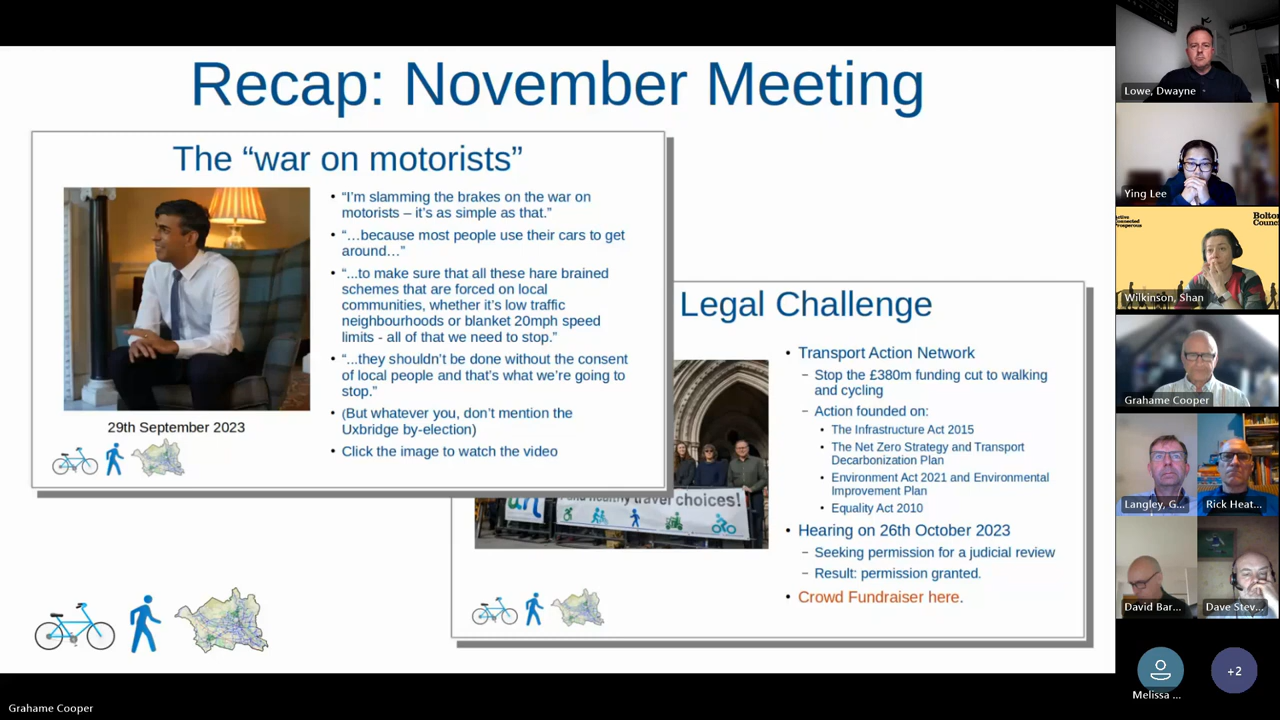 Recap: November Meeting
The “war on motorists”
• “I’m slamming the brakes on the war on
motorists – it’s as simple as that.”
• “…because most people use their cars to get
around…”
• “...to make sure that all these hare brained
schemes that are forced on local
communities, whether it’s low traffic
neighbourhoods or blanket 20mph speed
limits - all of that we need to stop.”
• “...they shouldn’t be done without the consent
of local people and that’s what we’re going to
stop.”
• (But whatever you, don’t mention the
Uxbridge by-election)
• Click the image to watch the video
29th September 2023
Legal Challenge
• Transport Action Network
– Stop the £380m funding cut to walking
and cycling
– Action founded on:
• The Infrastructure Act 2015
• The Net Zero Strategy and Transport
Decarbonization Plan
• Environment Act 2021 and Environmental
Improvement Plan
• Equality Act 2010
• Hearing on 26th October 2023
– Seeking permission for a judicial review
– Result: permission granted.
• Crowd Fundraiser here.
and healthy travel choices!
Lowe, Dwayne
Ying Lee
Prosperous
Bolton
Wilkinson, Shan
Grahame Cooper
Langley, G...
Rick Heat...
David Bar...
Dave Stev...
Melissa ...
+2
Grahame Cooper